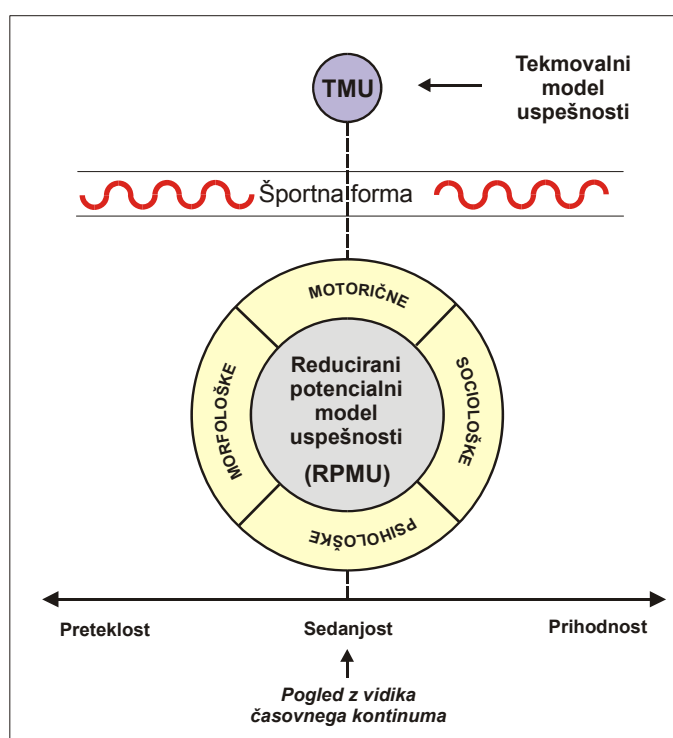 TMU
Tekmovalni
model
uspešnosti
Športna forma
MOTORIČNE
MORFOLOŠKE
SOCIOLOŠKE
Reducirani
potencialni
model
uspešnosti
(RPMU)
PSIHOLOŠKE
Preteklost
Sedanjost
Prihodnost
Pogled z vidika
časovnega kontinuma